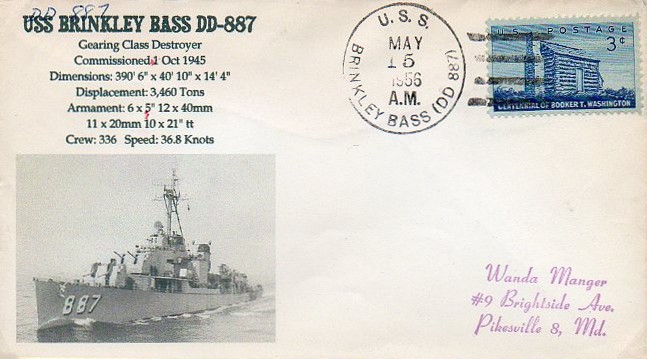 DD 887
USS BRINKLEY BASS DD-887
Gearing Class Destroyer
Commissioned 1 Oct 1945
Dimensions: 390' 6" x 40' 10" x 14' 4"
Displacement: 3,460 Tons
Armament: 6 x 5" 12 x 40mm
11 x 20mm 10 x 21" tt
Crew: 336 Speed: 36.8 Knots
887
U. S. S.
MAY
15
1956
A.M.
BRINKLEY BASS (DD 887)
U.S. POSTAGE
3¢
CENTENNIAL OF BOOKER T. WASHINGTON
Wanda Manger
#9 Brightside Ave.
Pikesville 8, Md.